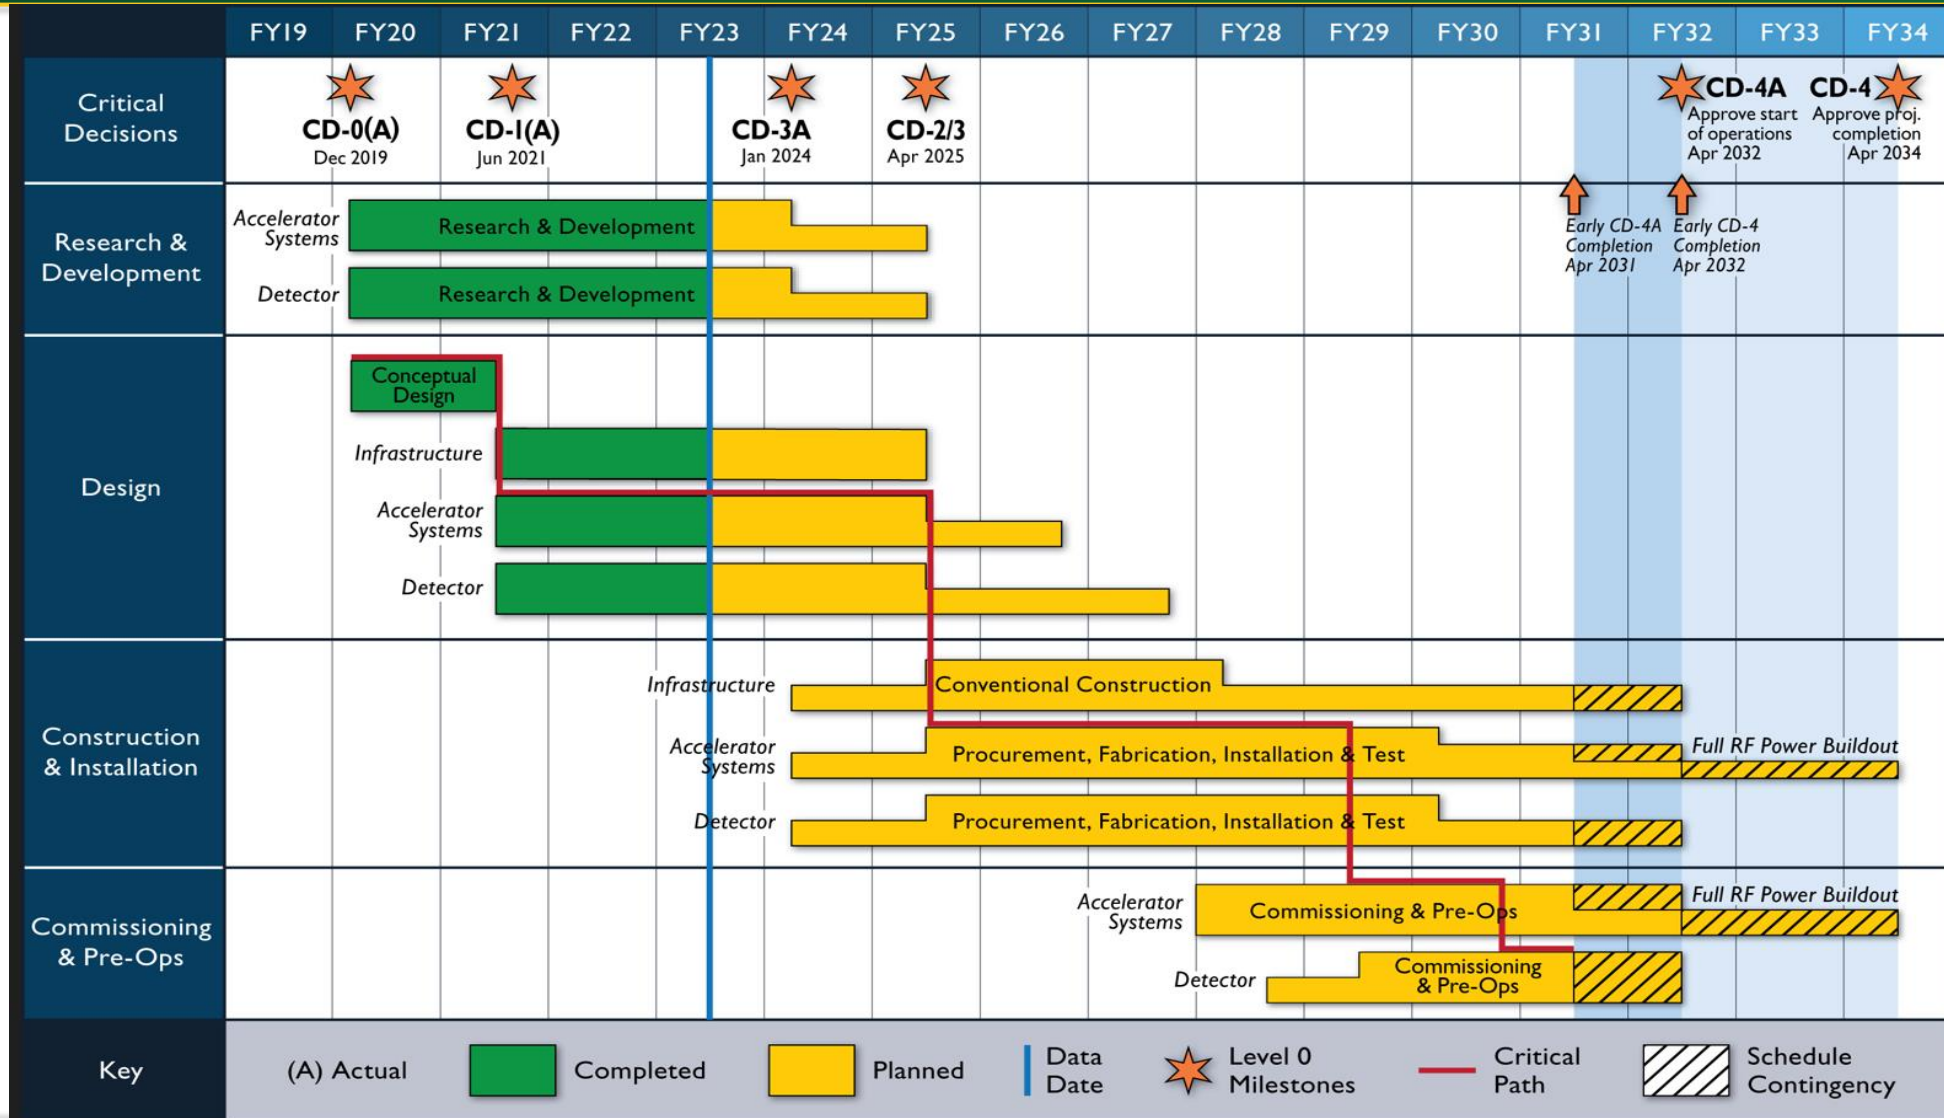 FY19 FY20 FY21 FY22 FY23 FY24 FY25 FY26 FY27 FY28 FY29 FY30 FY31 FY32 FY33 FY34
Critical
Decisions
CD-0(A)
Dec 2019
CD-1(A)
Jun 2021
CD-3A
Jan 2024
CD-2/3
Apr 2025
CD-4A
Approve start
of operations
Apr 2032
CD-4
Approve proj.
completion
Apr 2034
Research &
Development
Accelerator
Systems
Research & Development
Detector
Research & Development
Early CD-4A
Completion
Apr 2031
Early CD-4
Completion
Apr 2032
Design
Conceptual
Design
Infrastructure
Accelerator
Systems
Detector
Construction
& Installation
Infrastructure
Conventional Construction
Accelerator
Systems
Procurement, Fabrication, Installation & Test
Full RF Power Buildout
Detector
Procurement, Fabrication, Installation & Test
Commissioning
& Pre-Ops
Accelerator
Systems
Commissioning & Pre-Ops
Full RF Power Buildout
Detector
Commissioning
& Pre-Ops
Key
(A) Actual
Completed
Planned
Data
Date
Level 0
Milestones
Critical
Path
Schedule
Contingency